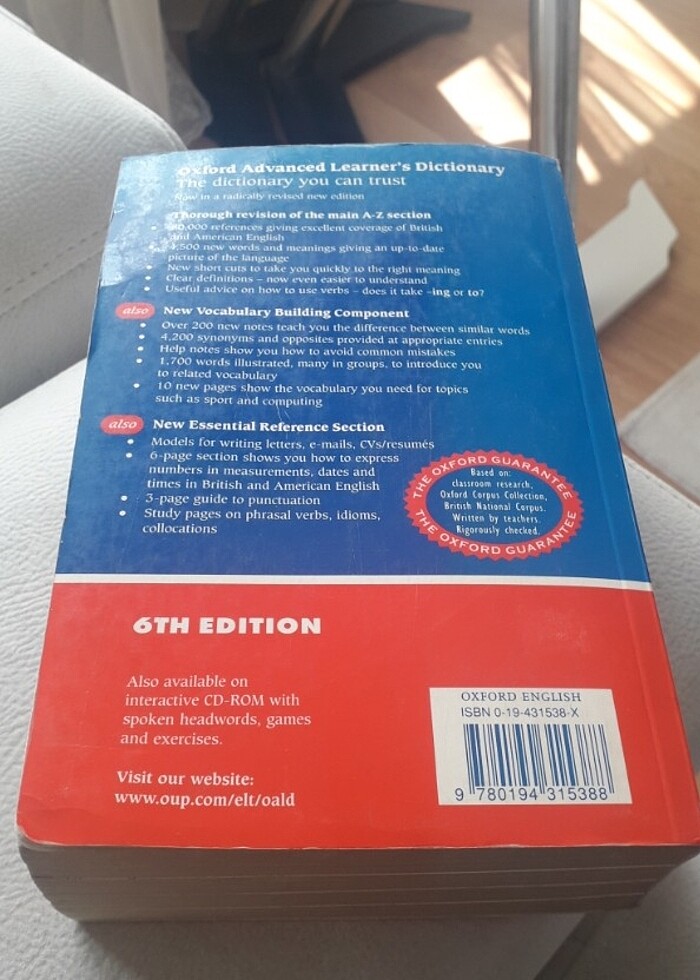 Oxford Advanced Learner's Dictionary
The dictionary you can trust
Now in a radically revised new edition
Thorough revision of the main A-Z section
• 80,000 references giving excellent coverage of British
and American English
• 4,500 new words and meanings giving an up-to-date
picture of the language
• New short cuts to take you quickly to the right meaning
• Clear definitions – now even easier to understand
• Useful advice on how to use verbs – does it take -ing or to?
also New Vocabulary Building Component
• Over 200 new notes teach you the difference between similar words
• 4,200 synonyms and opposites provided at appropriate entries
• Help notes show you how to avoid common mistakes
• 1,700 words illustrated, many in groups, to introduce you
to related vocabulary
• 10 new pages show the vocabulary you need for topics
such as sport and computing
also New Essential Reference Section
• Models for writing letters, e-mails, CVs/resumés
• 6-page section shows you how to express
numbers in measurements, dates and
times in British and American English
• 3-page guide to punctuation
• Study pages on phrasal verbs, idioms,
collocations
THE OXFORD GUARANTEE
Based on:
classroom research,
Oxford Corpus Collection,
British National Corpus.
Written by teachers.
Rigorously checked.
THE OXFORD GUARANTEE
6TH EDITION
Also available on
interactive CD-ROM with
spoken headwords, games
and exercises.
Visit our website:
www.oup.com/elt/oald
OXFORD ENGLISH
ISBN 0-19-431538-X
9 780194 315388